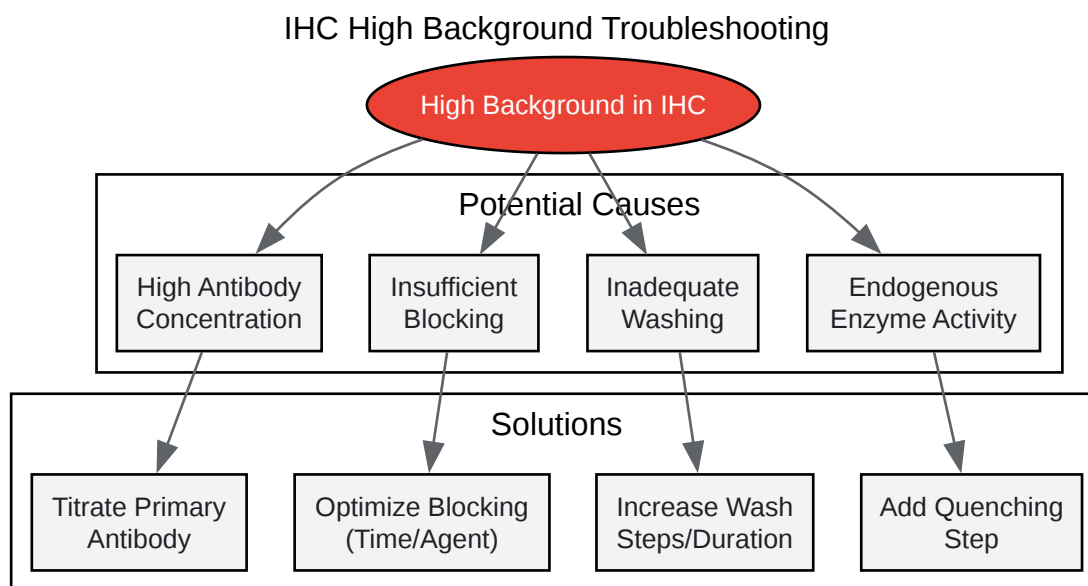 IHC High Background Troubleshooting
High Background in IHC
Potential Causes
High Antibody
Concentration
Insufficient
Blocking
Inadequate
Washing
Endogenous
Enzyme Activity
Solutions
Titrate Primary
Antibody
Optimize Blocking
(Time/Agent)
Increase Wash
Steps/Duration
Add Quenching
Step